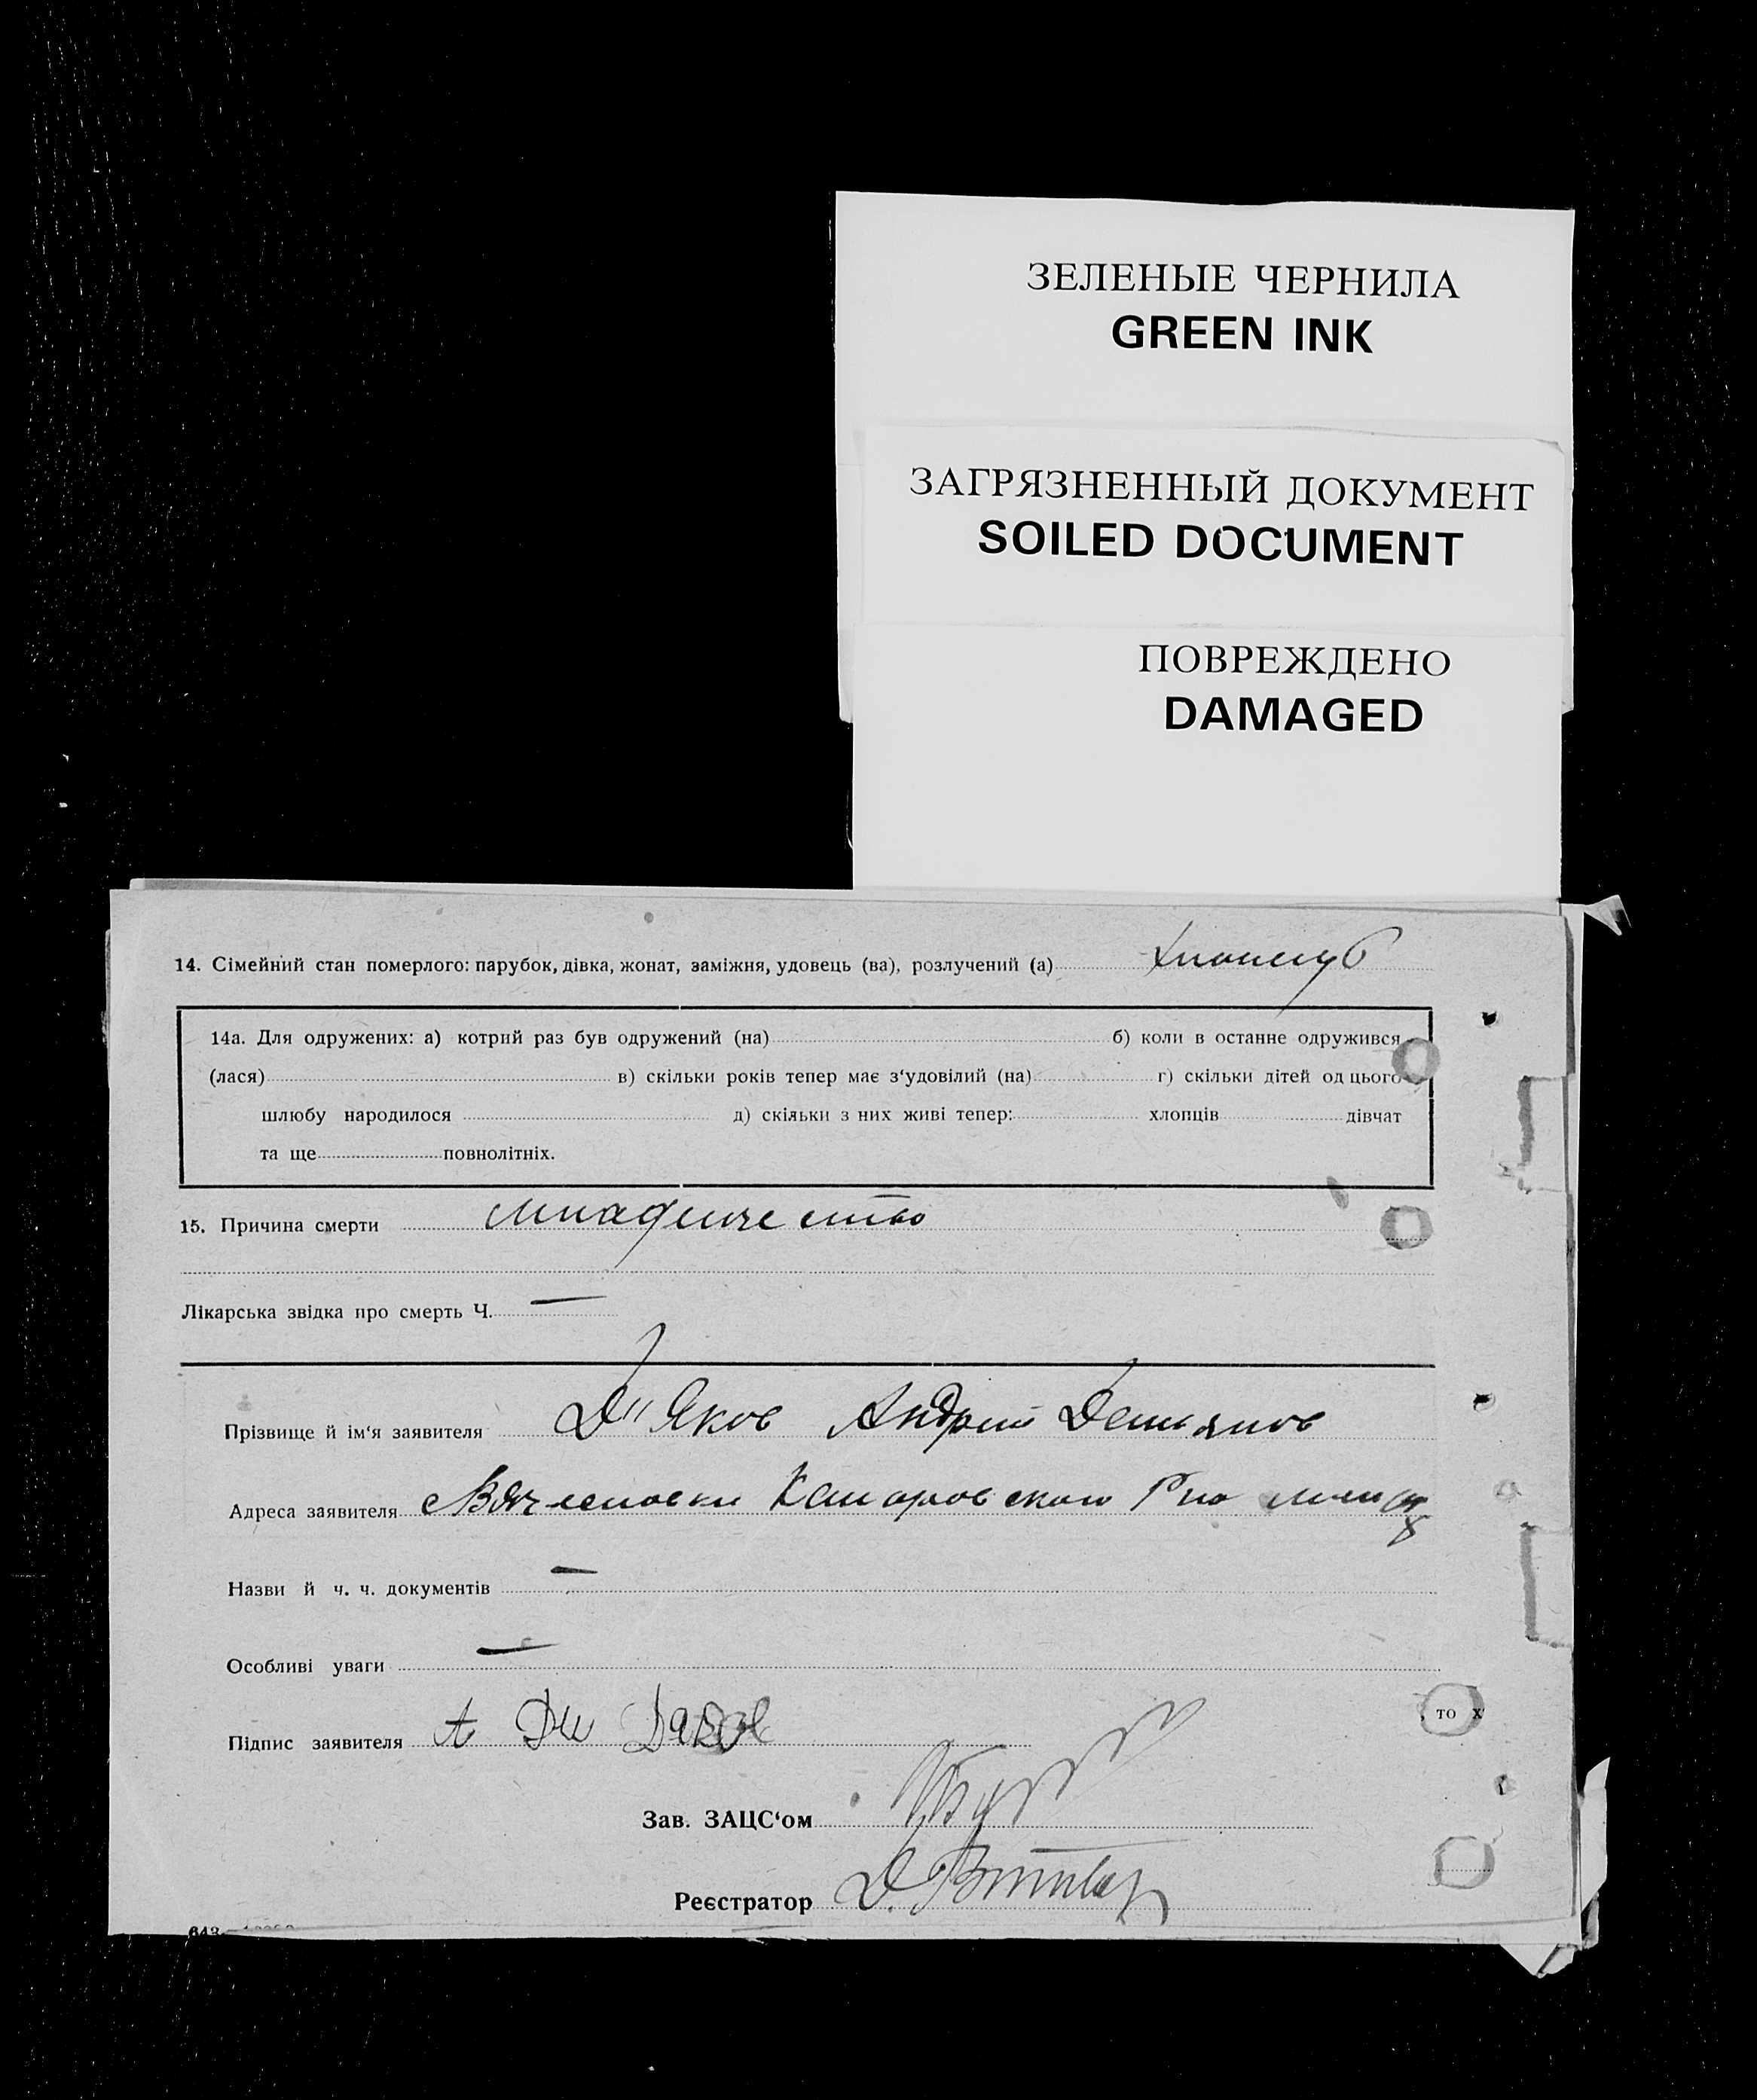 ЗЕЛЕНЫЕ ЧЕРНИЛА
GREEN INK
ЗАГРЯЗНЕННЫЙ ДОКУМЕНТ
SOILED DOCUMENT
ПОВРЕЖДЕНО
DAMAGED
14. Сімейний стан померлого: парубок, дівка, жонат, заміжня, удовець (ва), розлучений (а)
14а. Для одружених: а) котрий раз був одружений (на) б) коли в останне одружився
(лася) в) скільки років тепер має з‘удовілий (на) г) скільки дітей од цього
шлюбу народилося д) скільки з них живі тепер: хлопців дівчат
та ще повнолітніх.
15. Причина смерти младенчество
Лікарська звідка про смерть Ч. —
Прізвище й ім‘я заявителя Андрій
Адреса заявителя
Назви й ч. ч. документів —
Особливі уваги —
Підпис заявителя А
то х
Зав. ЗАЦС‘ом
Реєстратор Д.